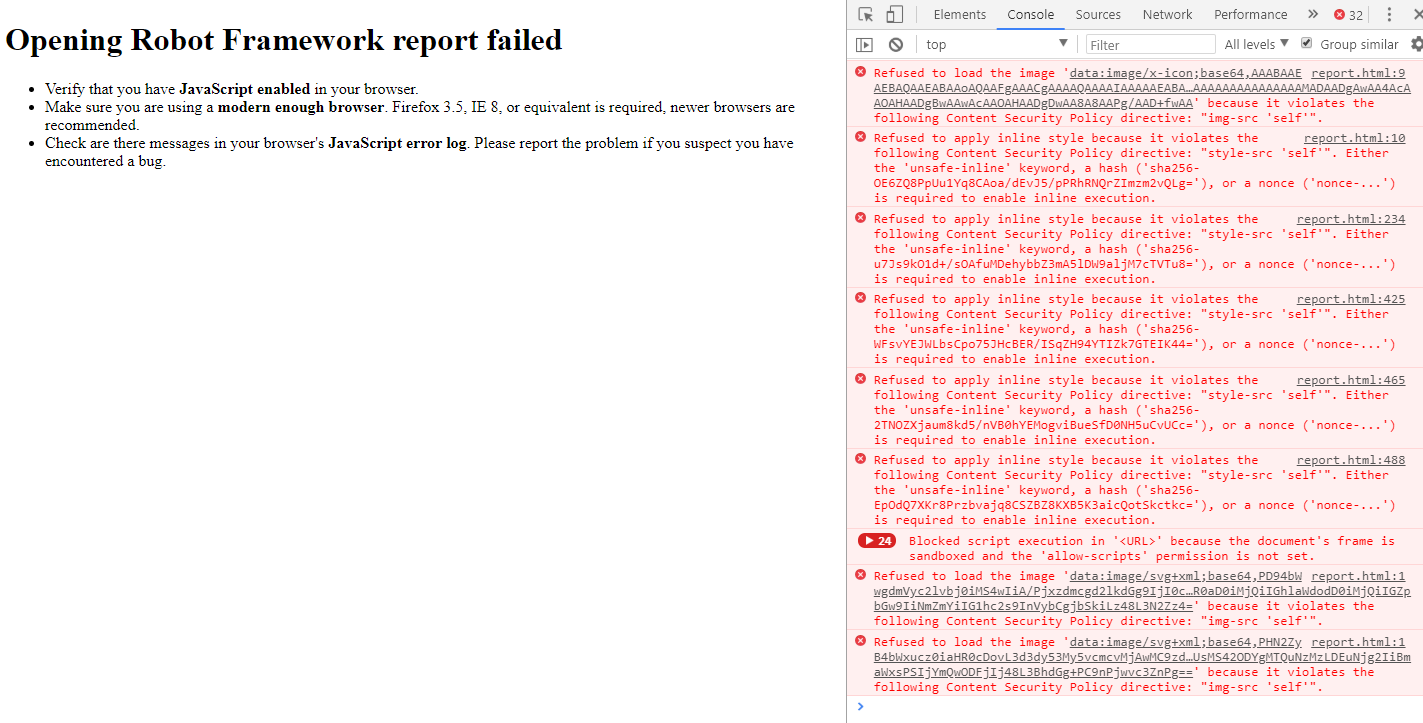 Opening Robot Framework report failed
• Verify that you have JavaScript enabled in your browser.
• Make sure you are using a modern enough browser. Firefox 3.5, IE 8, or equivalent is required, newer browsers are
recommended.
• Check are there messages in your browser's JavaScript error log. Please report the problem if you suspect you have
encountered a bug.
Elements Console Sources Network Performance » 32
top Filter All levels Group similar
Refused to load the image 'data:image/x-icon;base64,AAABAAE report.html:9
AEBAQAAEABAAoAQAAFgAAACgAAAAQAAAAIAAAAAEABA…AAAAAAAAAAAAAAAMADAADgAwAA4AcA
AOAHAADgBwAAwAcAAOAHAADgDwAA8A8AAPg/AAD+fwAA' because it violates the
following Content Security Policy directive: "img-src 'self'".
Refused to apply inline style because it violates the report.html:10
following Content Security Policy directive: "style-src 'self'". Either
the 'unsafe-inline' keyword, a hash ('sha256-
OE6ZQ8PpUu1Yq8CAoa/dEvJ5/pPRhRNQrZImzm2vQLg='), or a nonce ('nonce-...')
is required to enable inline execution.
Refused to apply inline style because it violates the report.html:234
following Content Security Policy directive: "style-src 'self'". Either
the 'unsafe-inline' keyword, a hash ('sha256-
u7Js9kO1d+/sOAfuMDehybbZ3mA5lDW9aljM7cTVTu8='), or a nonce ('nonce-...')
is required to enable inline execution.
Refused to apply inline style because it violates the report.html:425
following Content Security Policy directive: "style-src 'self'". Either
the 'unsafe-inline' keyword, a hash ('sha256-
WFsvYEJWLbsCpo75JHcBER/ISqZH94YTIZk7GTEIK44='), or a nonce ('nonce-...')
is required to enable inline execution.
Refused to apply inline style because it violates the report.html:465
following Content Security Policy directive: "style-src 'self'". Either
the 'unsafe-inline' keyword, a hash ('sha256-
2TNOZXjaum8kd5/nVB0hYEMogviBueSfD0NH5uCvUCc='), or a nonce ('nonce-...')
is required to enable inline execution.
Refused to apply inline style because it violates the report.html:488
following Content Security Policy directive: "style-src 'self'". Either
the 'unsafe-inline' keyword, a hash ('sha256-
EpOdQ7XKr8Przbvajq8CSZBZ8KXB5K3aicQotSkctkc='), or a nonce ('nonce-...')
is required to enable inline execution.
24 Blocked script execution in '<URL>' because the document's frame is
sandboxed and the 'allow-scripts' permission is not set.
Refused to load the image 'data:image/svg+xml;base64,PD94bW report.html:1
wgdmVyc2lvbj0iMS4wIiA/Pjxzdmcgd2lkdGg9IjI0c…R0aD0iMjQiIGhlaWdodD0iMjQiIGZp
bGw9IiNmZmYiIG1hc2s9InVybCgjbSkiLz48L3N2Zz4=' because it violates the
following Content Security Policy directive: "img-src 'self'".
Refused to load the image 'data:image/svg+xml;base64,PHN2Zy report.html:1
B4bWxucz0iaHR0cDovL3d3dy53My5vcmcvMjAwMC9zd…UsMS42ODYgMTQuNzMzLDEuNjg2IiBm
aWxsPSIjYmQwODFjIj48L3BhdGg+PC9nPjwvc3ZnPg==' because it violates the
following Content Security Policy directive: "img-src 'self'".